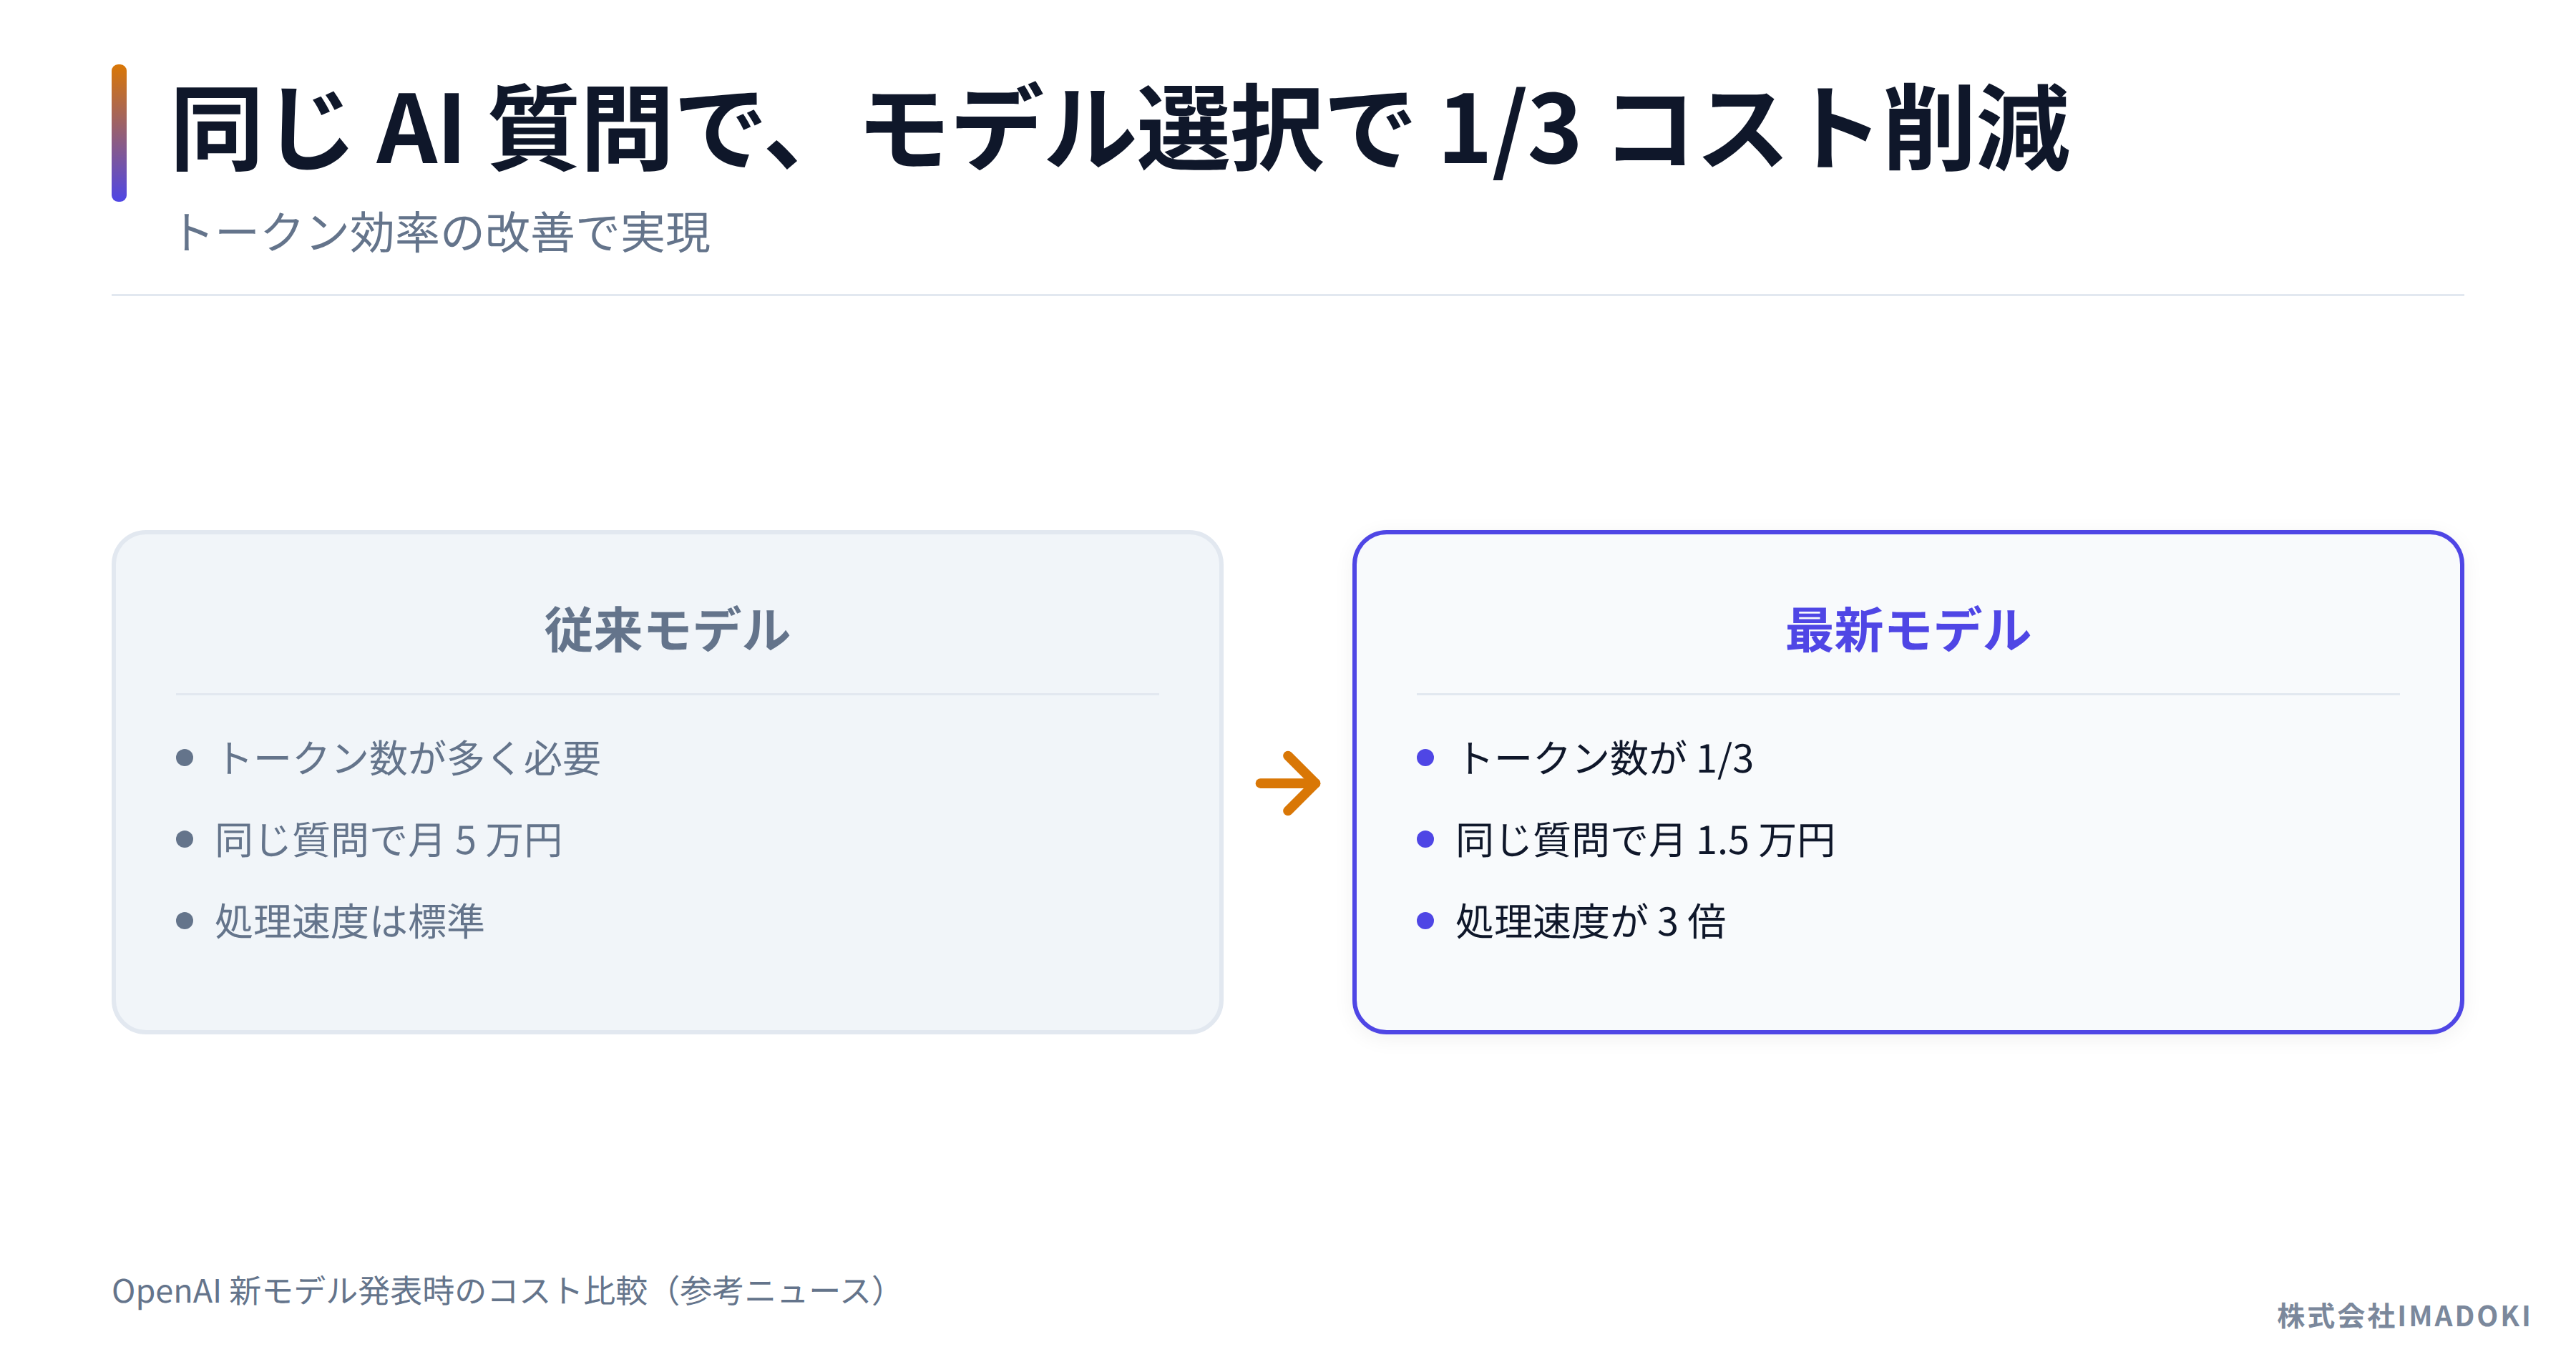 同じ AI 質問で、モデル選択で 1/3 コスト削減
トークン効率の改善で実現
従来モデル
トークン数が多く必要
同じ質問で月 5 万円
処理速度は標準
最新モデル
トークン数が 1/3
同じ質問で月 1.5 万円
処理速度が 3 倍
OpenAI 新モデル発表時のコスト比較（参考ニュース）
株式会社IMADOKI